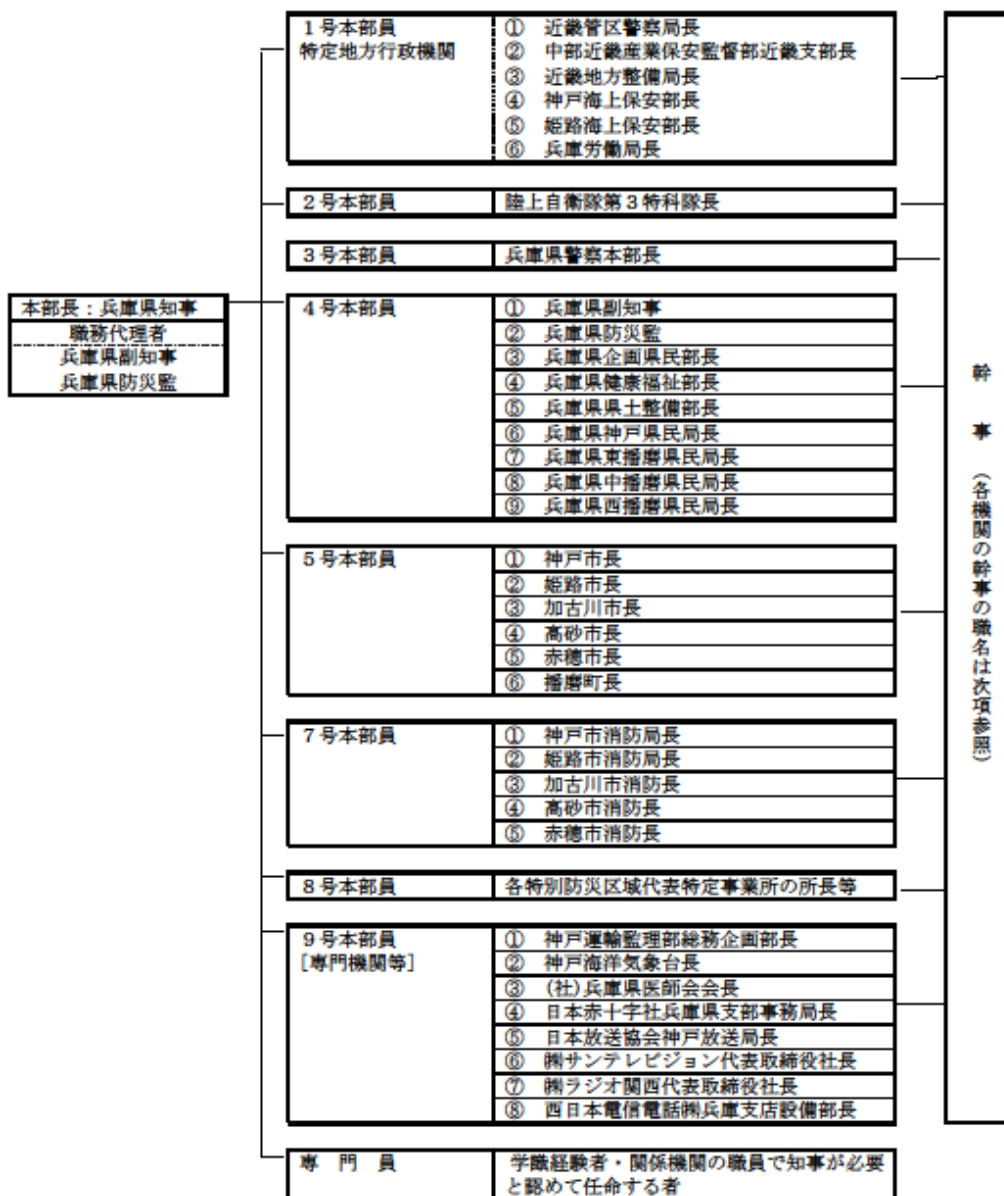 本部長：兵庫県知事
職務代理者
兵庫県副知事
兵庫県防災監
1号本部員
特定地方行政機関
① 近畿管区警察局長
② 中部近畿産業保安監督部近畿支部長
③ 近畿地方整備局長
④ 神戸海上保安部長
⑤ 姫路海上保安部長
⑥ 兵庫労働局長
2号本部員
陸上自衛隊第3特科隊長
3号本部員
兵庫県警察本部長
4号本部員
① 兵庫県副知事
② 兵庫県防災監
③ 兵庫県企画県民部長
④ 兵庫県健康福祉部長
⑤ 兵庫県県土整備部長
⑥ 兵庫県神戸県民局長
⑦ 兵庫県東播磨県民局長
⑧ 兵庫県中播磨県民局長
⑨ 兵庫県西播磨県民局長
5号本部員
① 神戸市長
② 姫路市長
③ 加古川市長
④ 高砂市長
⑤ 赤穂市長
⑥ 播磨町長
7号本部員
① 神戸市消防局長
② 姫路市消防局長
③ 加古川市消防長
④ 高砂市消防長
⑤ 赤穂市消防長
8号本部員
各特別防災区域代表特定事業所の所長等
9号本部員
[専門機関等]
① 神戸運輸監理部総務企画部長
② 神戸海洋気象台長
③ (社)兵庫県医師会会長
④ 日本赤十字社兵庫県支部事務局長
⑤ 日本放送協会神戸放送局長
⑥ ㈱サンテレビジョン代表取締役社長
⑦ ㈱ラジオ関西代表取締役社長
⑧ 西日本電信電話㈱兵庫支店設備部長
専門員
学識経験者・関係機関の職員で知事が必要
と認めて任命する者
幹事（各機関の幹事の職名は次項参照）